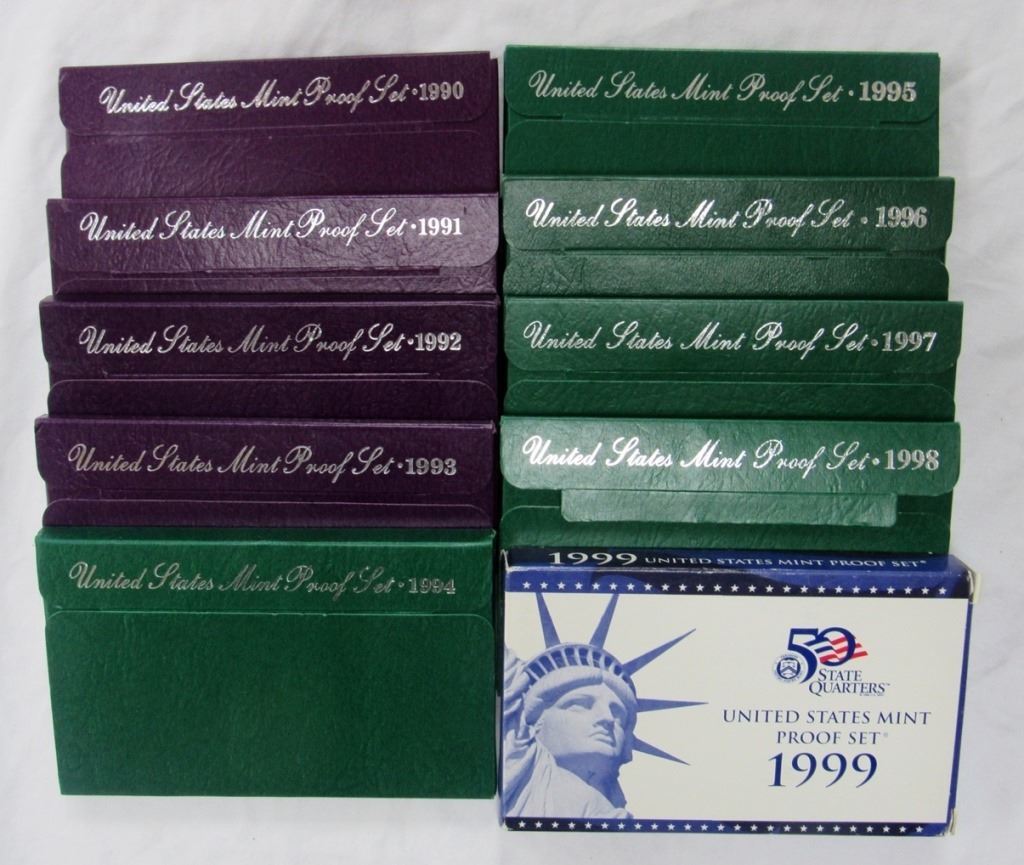 United States Mint Proof Set · 1990
United States Mint Proof Set · 1991
United States Mint Proof Set · 1992
United States Mint Proof Set · 1993
United States Mint Proof Set · 1994
United States Mint Proof Set · 1995
United States Mint Proof Set · 1996
United States Mint Proof Set · 1997
United States Mint Proof Set · 1998
1999 UNITED STATES MINT PROOF SET®
50
STATE
QUARTERS™
UNITED STATES MINT
PROOF SET®
1999